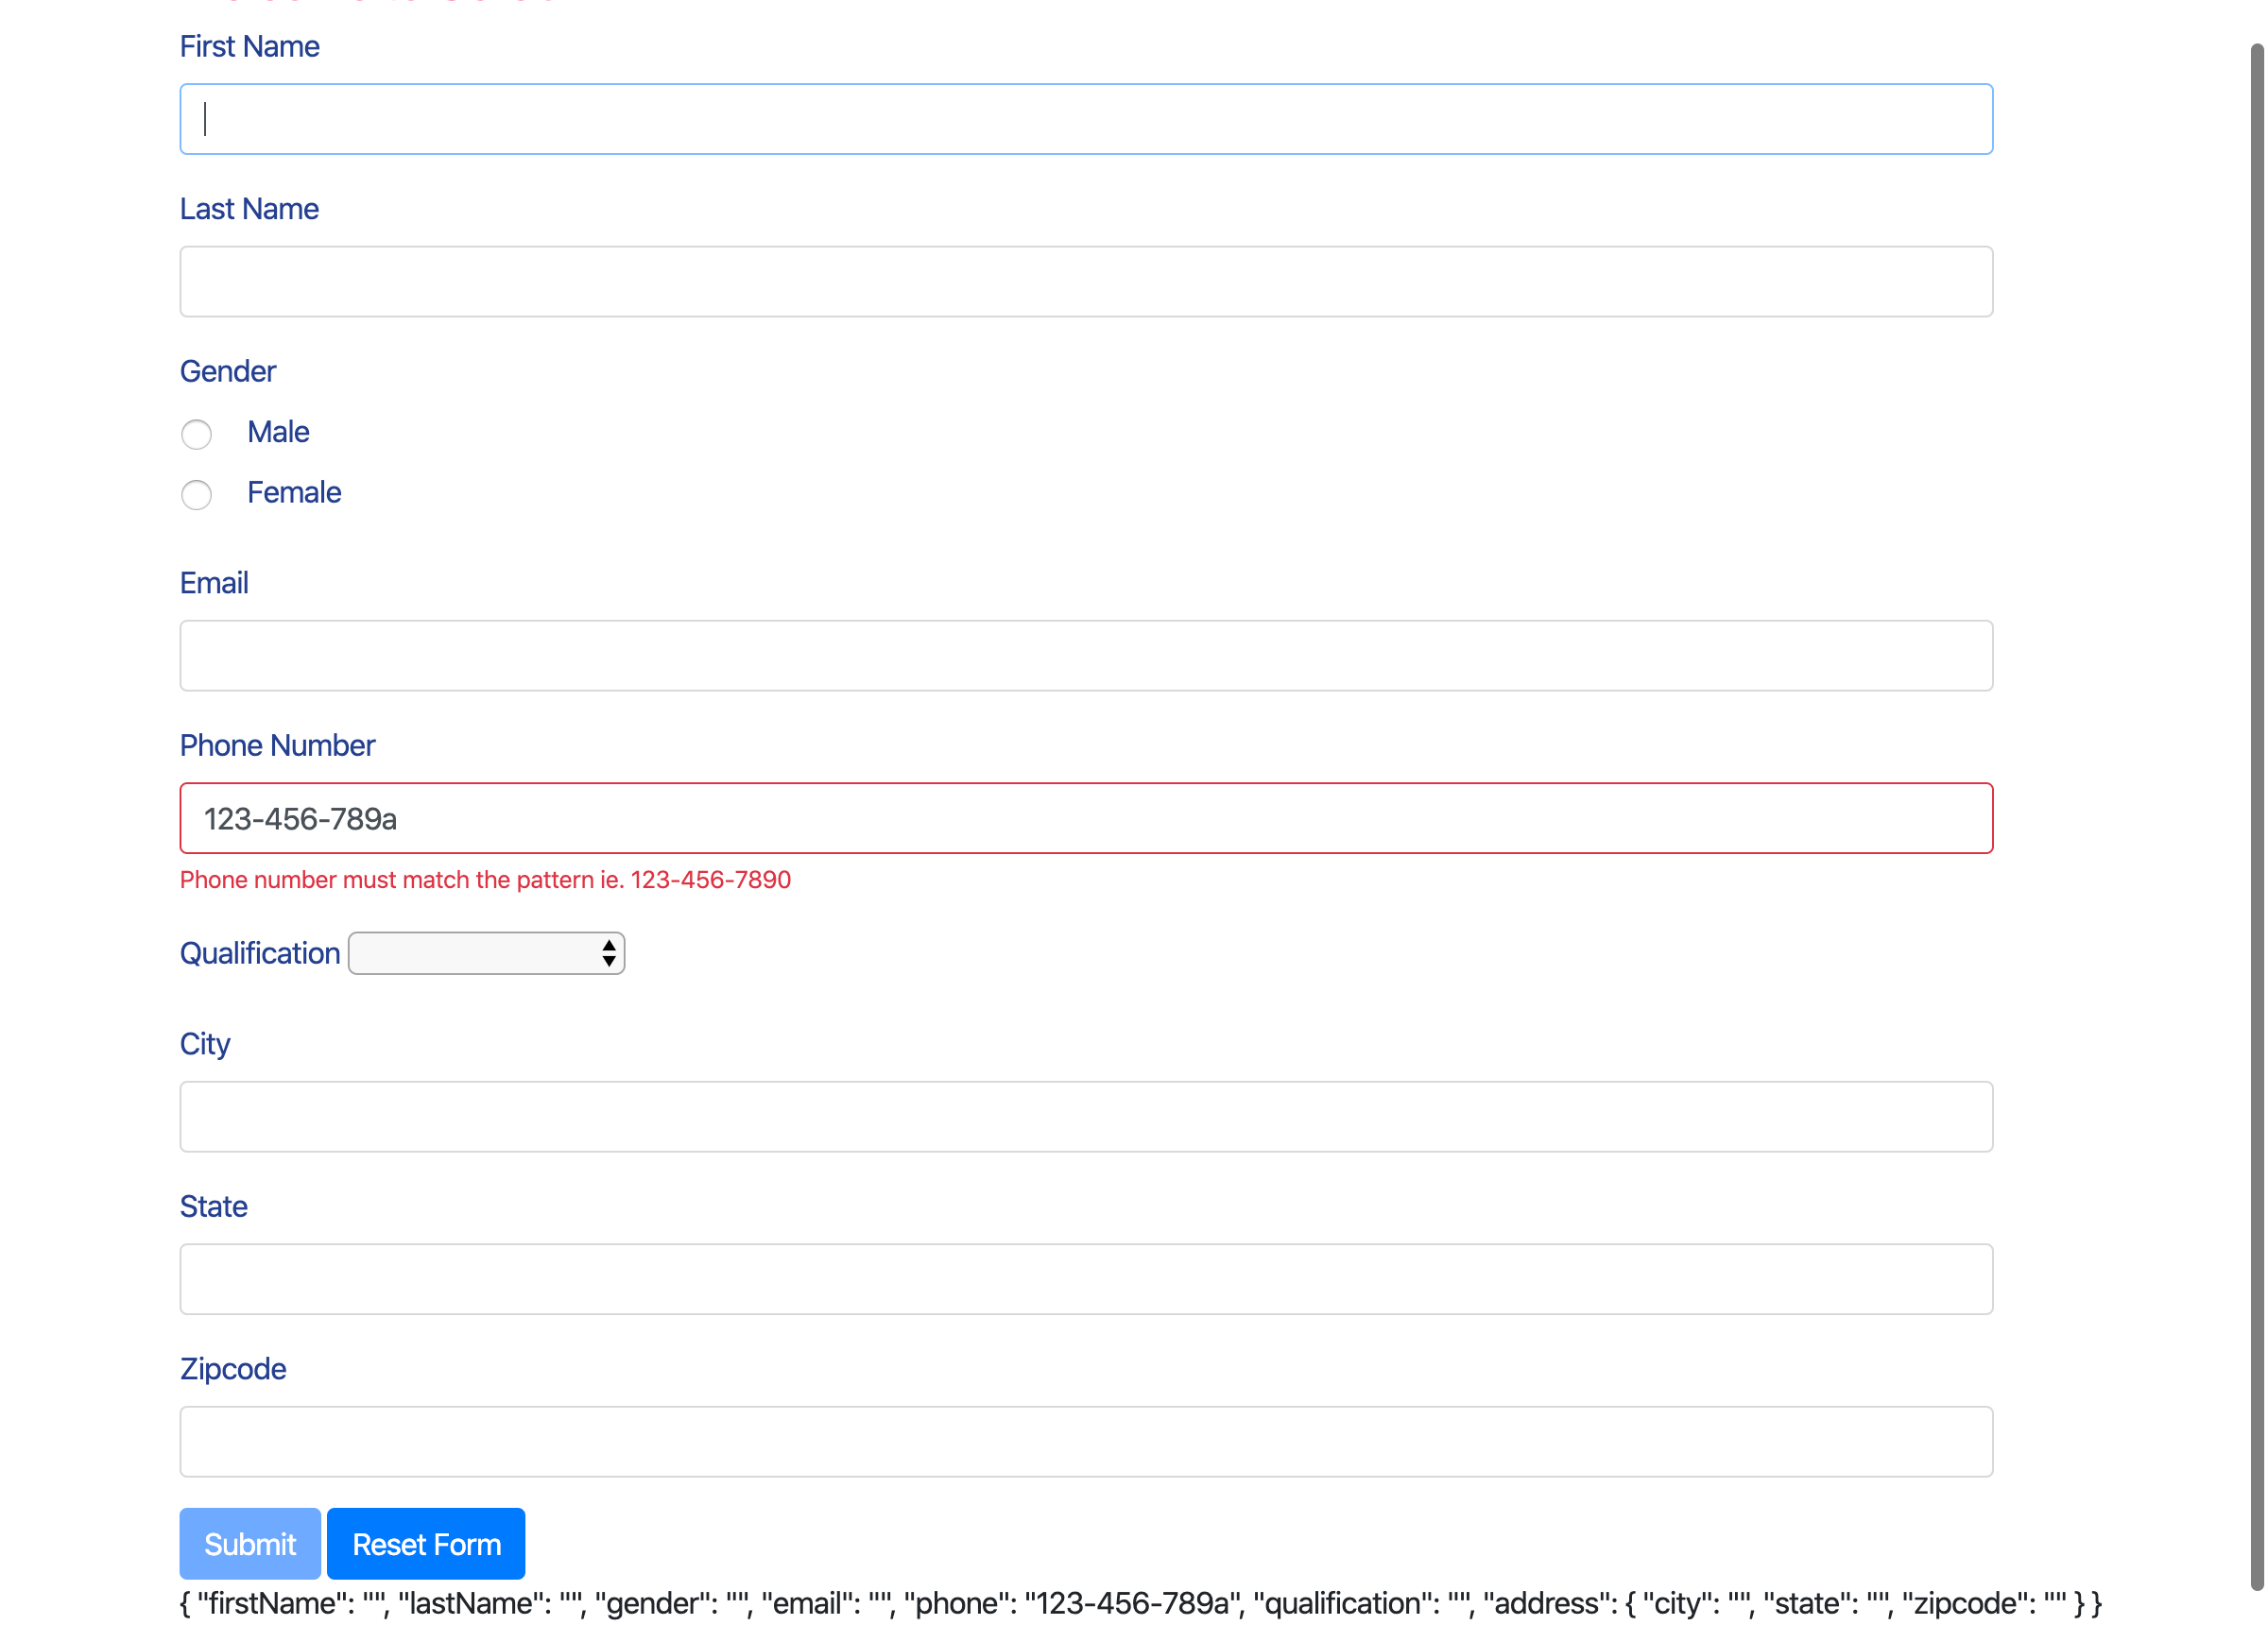 First Name
Last Name
Gender
Male
Female
Email
Phone Number
123-456-789a
Phone number must match the pattern ie. 123-456-7890
Qualification
City
State
Zipcode
Submit Reset Form
{ "firstName": "", "lastName": "", "gender": "", "email": "", "phone": "123-456-789a", "qualification": "", "address": { "city": "", "state": "", "zipcode": "" } }